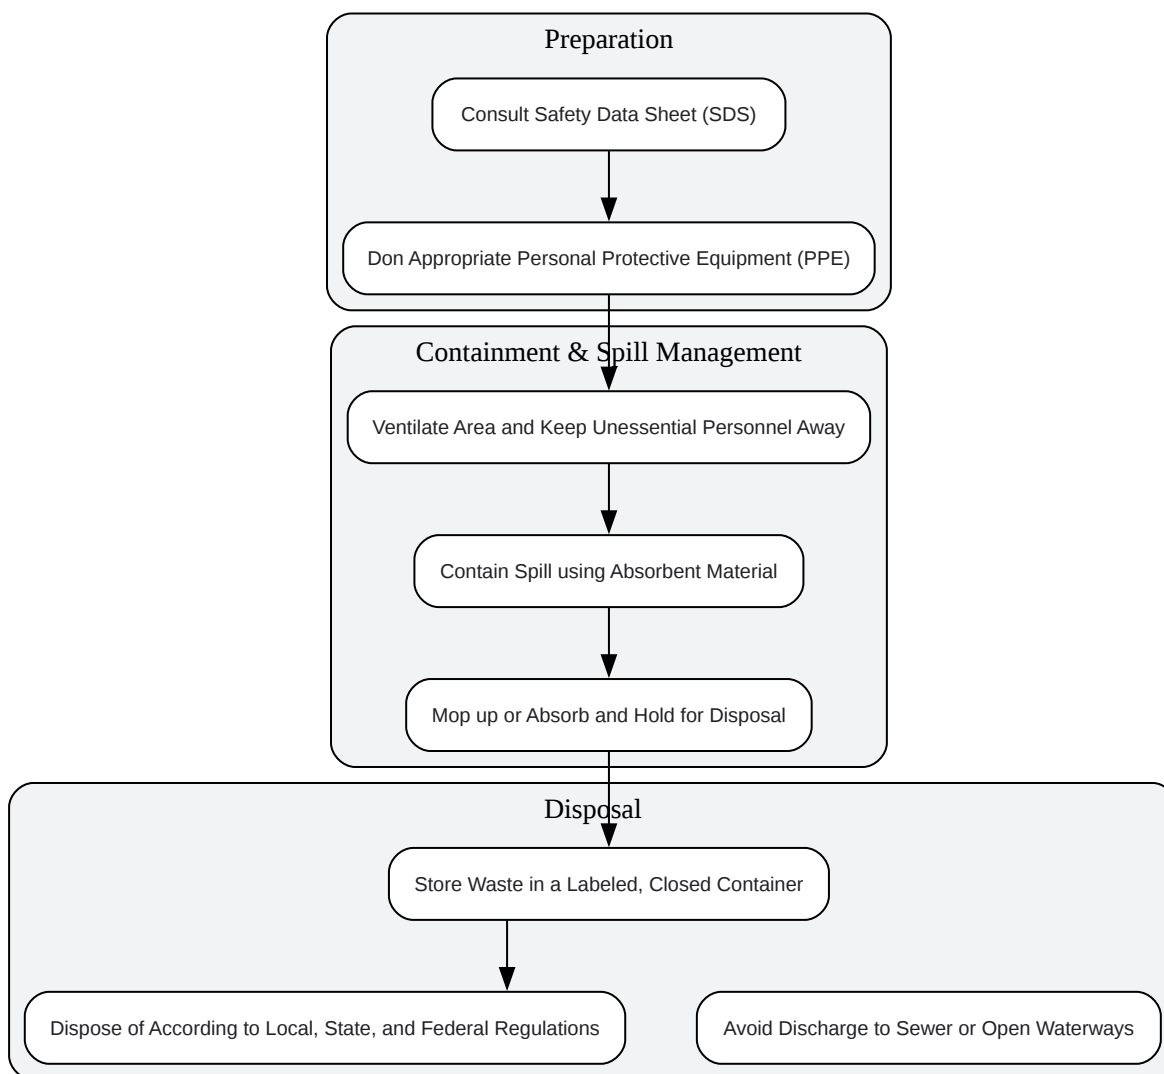 Preparation
Consult Safety Data Sheet (SDS)
Don Appropriate Personal Protective Equipment (PPE)
Containment & Spill Management
Ventilate Area and Keep Unessential Personnel Away
Contain Spill using Absorbent Material
Mop up or Absorb and Hold for Disposal
Disposal
Store Waste in a Labeled, Closed Container
Dispose of According to Local, State, and Federal Regulations
Avoid Discharge to Sewer or Open Waterways